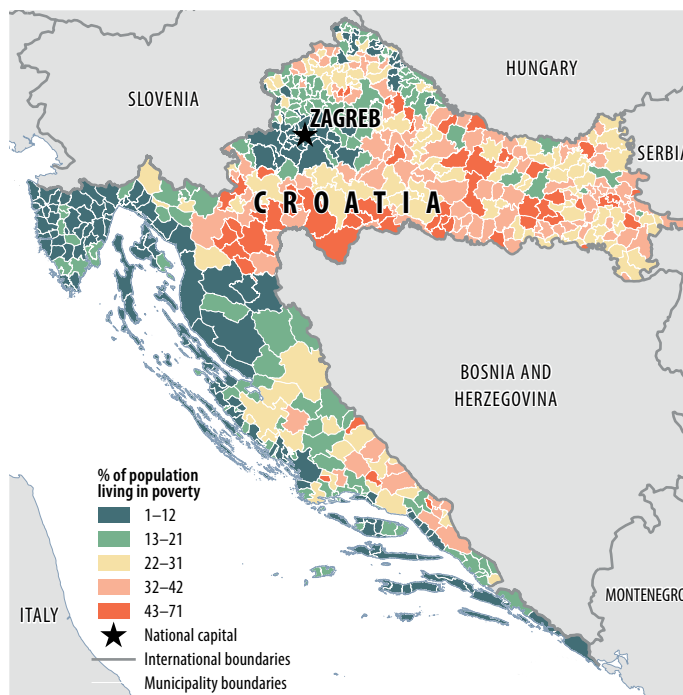 HUNGARY
SLOVENIA
ZAGREB
SERBIA
CROATIA
BOSNIA AND
HERZEGOVINA
% of population
living in poverty
1–12
13–21
22–31
32–42
43–71
National capital
International boundaries
Municipality boundaries
ITALY
MONTENEGRO